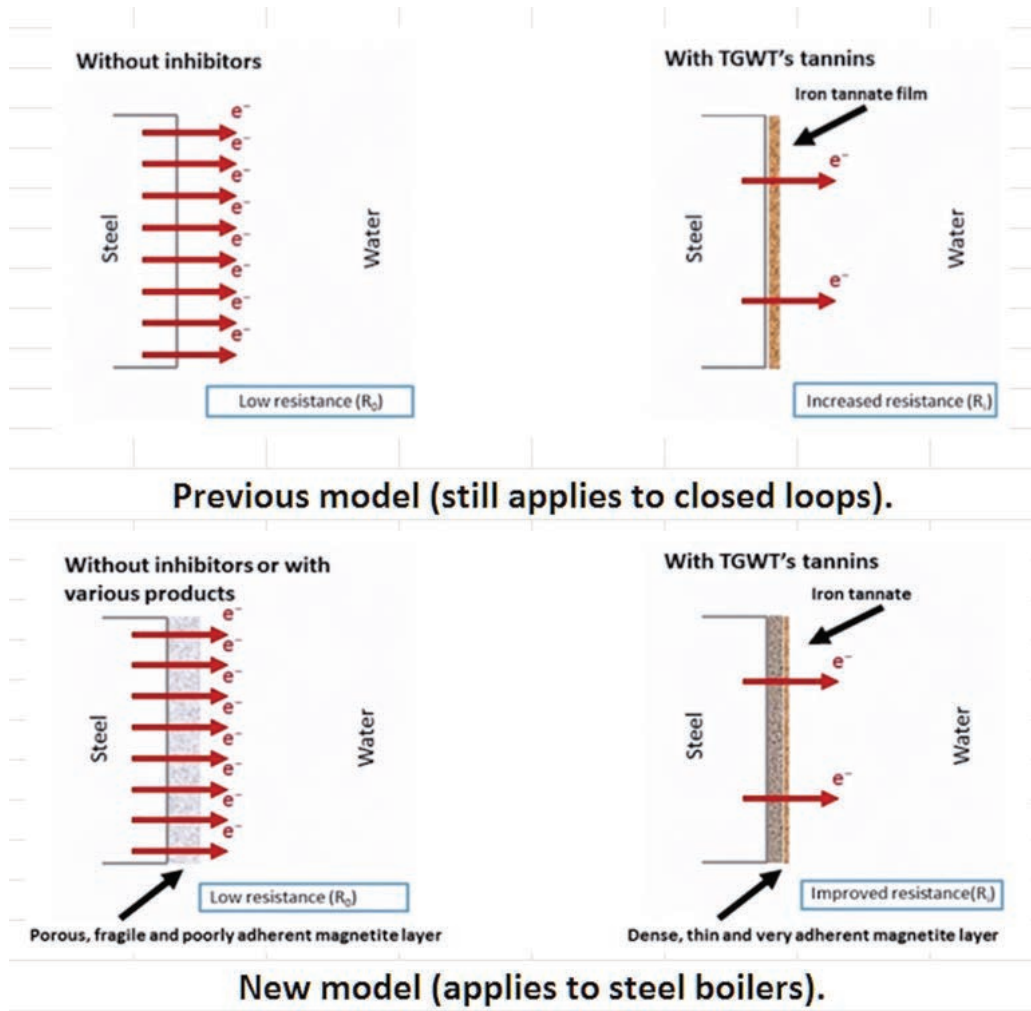 Without inhibitors
With TGWT's tannins
Iron tannate film
e⁻
e⁻
e⁻
e⁻
e⁻
e⁻
e⁻
e⁻
Steel
Water
Low resistance (R₀)
e⁻
e⁻
Steel
Water
Increased resistance (Rᵢ)
Previous model (still applies to closed loops).
Without inhibitors or with
various products
With TGWT's tannins
Iron tannate
e⁻
e⁻
e⁻
e⁻
e⁻
e⁻
e⁻
e⁻
Steel
Water
Low resistance (R₀)
Porous, fragile and poorly adherent magnetite layer
e⁻
e⁻
Steel
Water
Improved resistance(Rᵢ)
Dense, thin and very adherent magnetite layer
New model (applies to steel boilers).